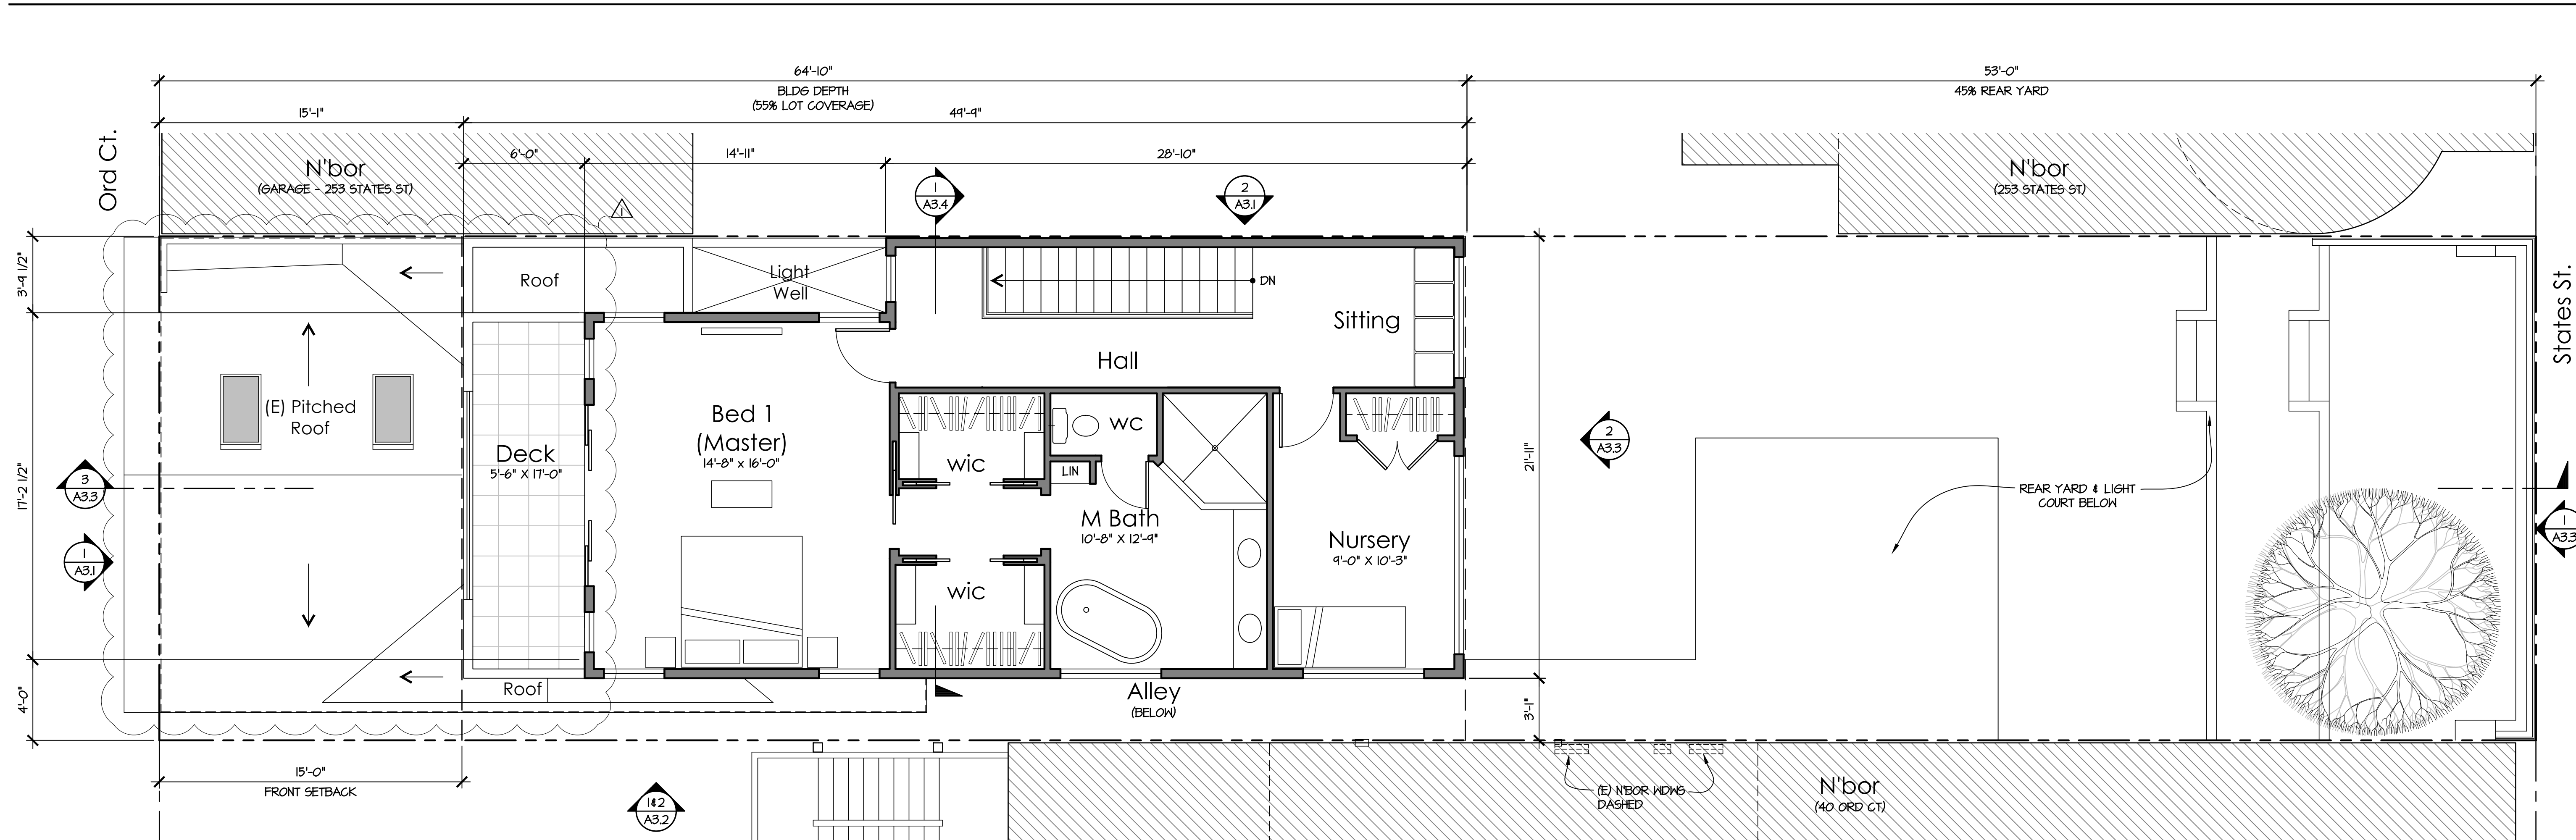 64'-10"
BLDG DEPTH
(55% LOT COVERAGE)
53'-0"
45% REAR YARD
15'-1"
49'-9"
6'-0"
14'-11"
28'-10"
Ord Ct.
N'bor
(GARAGE - 253 STATES ST)
1
1
A3.4
2
A3.1
N'bor
(253 STATES ST)
3'-9 1/2"
Roof
Light
Well
DN
Sitting
States St.
Hall
(E) Pitched
Roof
Bed 1
(Master)
14'-8" x 16'-0"
Deck
5'-6" X 17'-0"
wic
WC
LIN
2
A3.3
21'-11"
17'-2 1/2"
3
A3.3
REAR YARD & LIGHT
COURT BELOW
M Bath
10'-8" X 12'-9"
Nursery
9'-0" X 10'-3"
1
A3.3
1
A3.1
wic
4'-0"
Roof
Alley
(BELOW)
3'-1"
15'-0"
FRONT SETBACK
1&2
A3.2
(E) N'BOR WDWS
DASHED
N'bor
(40 ORD CT)